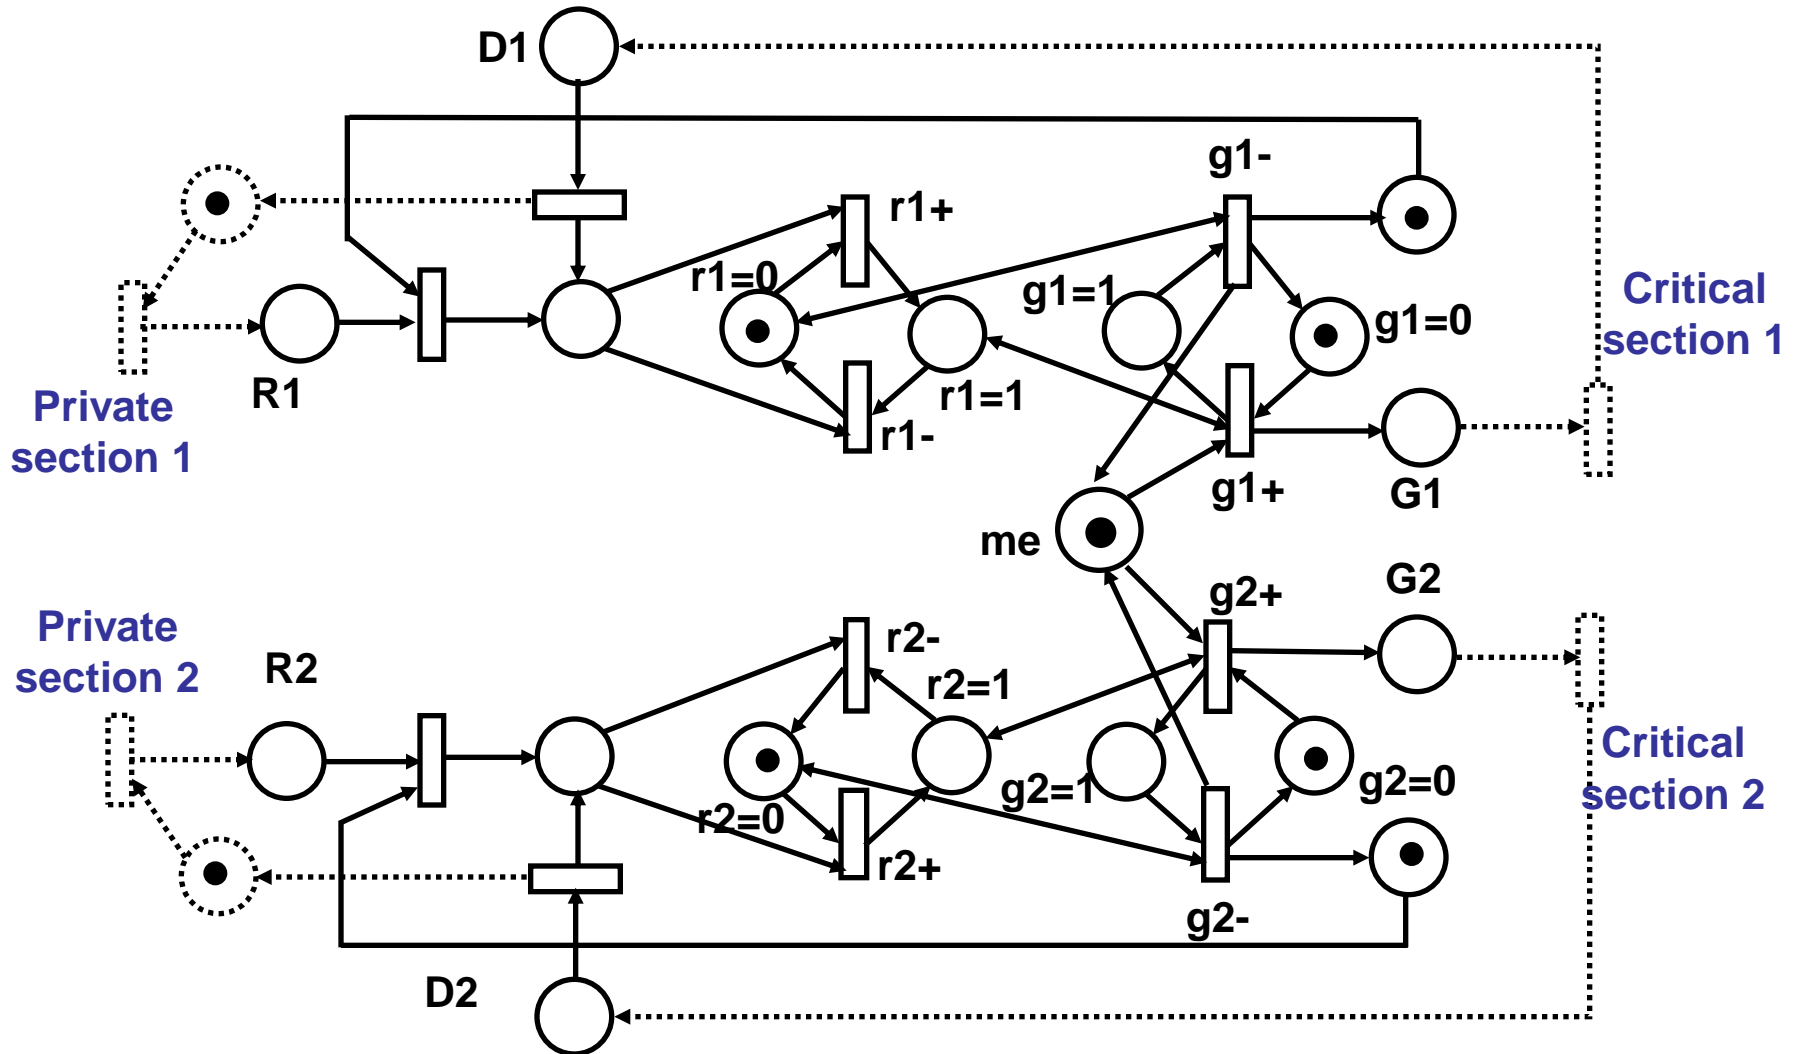 D1
g1-
r1+
r1=0
g1=1
g1=0
Critical
section 1
R1
Private
section 1
r1=1
r1-
g1+
G1
me
G2
g2+
Private
section 2
R2
r2-
r2=1
Critical
section 2
g2=1
g2=0
r2=0
r2+
g2-
D2